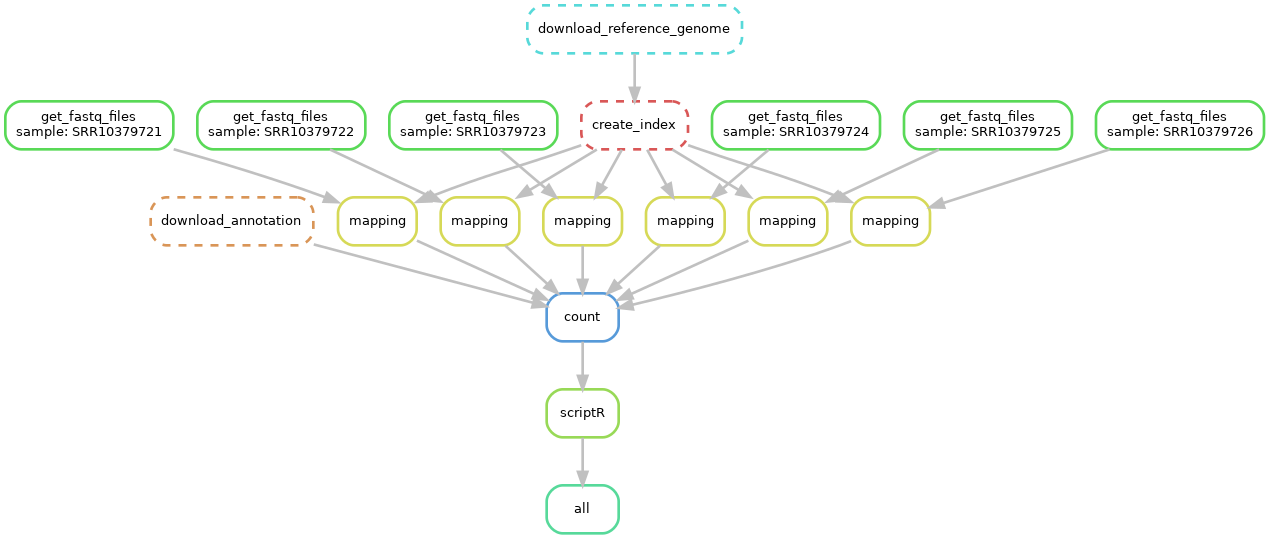 download_reference_genome
get_fastq_files
sample: SRR10379721
get_fastq_files
sample: SRR10379722
get_fastq_files
sample: SRR10379723
create_index
get_fastq_files
sample: SRR10379724
get_fastq_files
sample: SRR10379725
get_fastq_files
sample: SRR10379726
download_annotation
mapping
mapping
mapping
mapping
mapping
mapping
count
scriptR
all